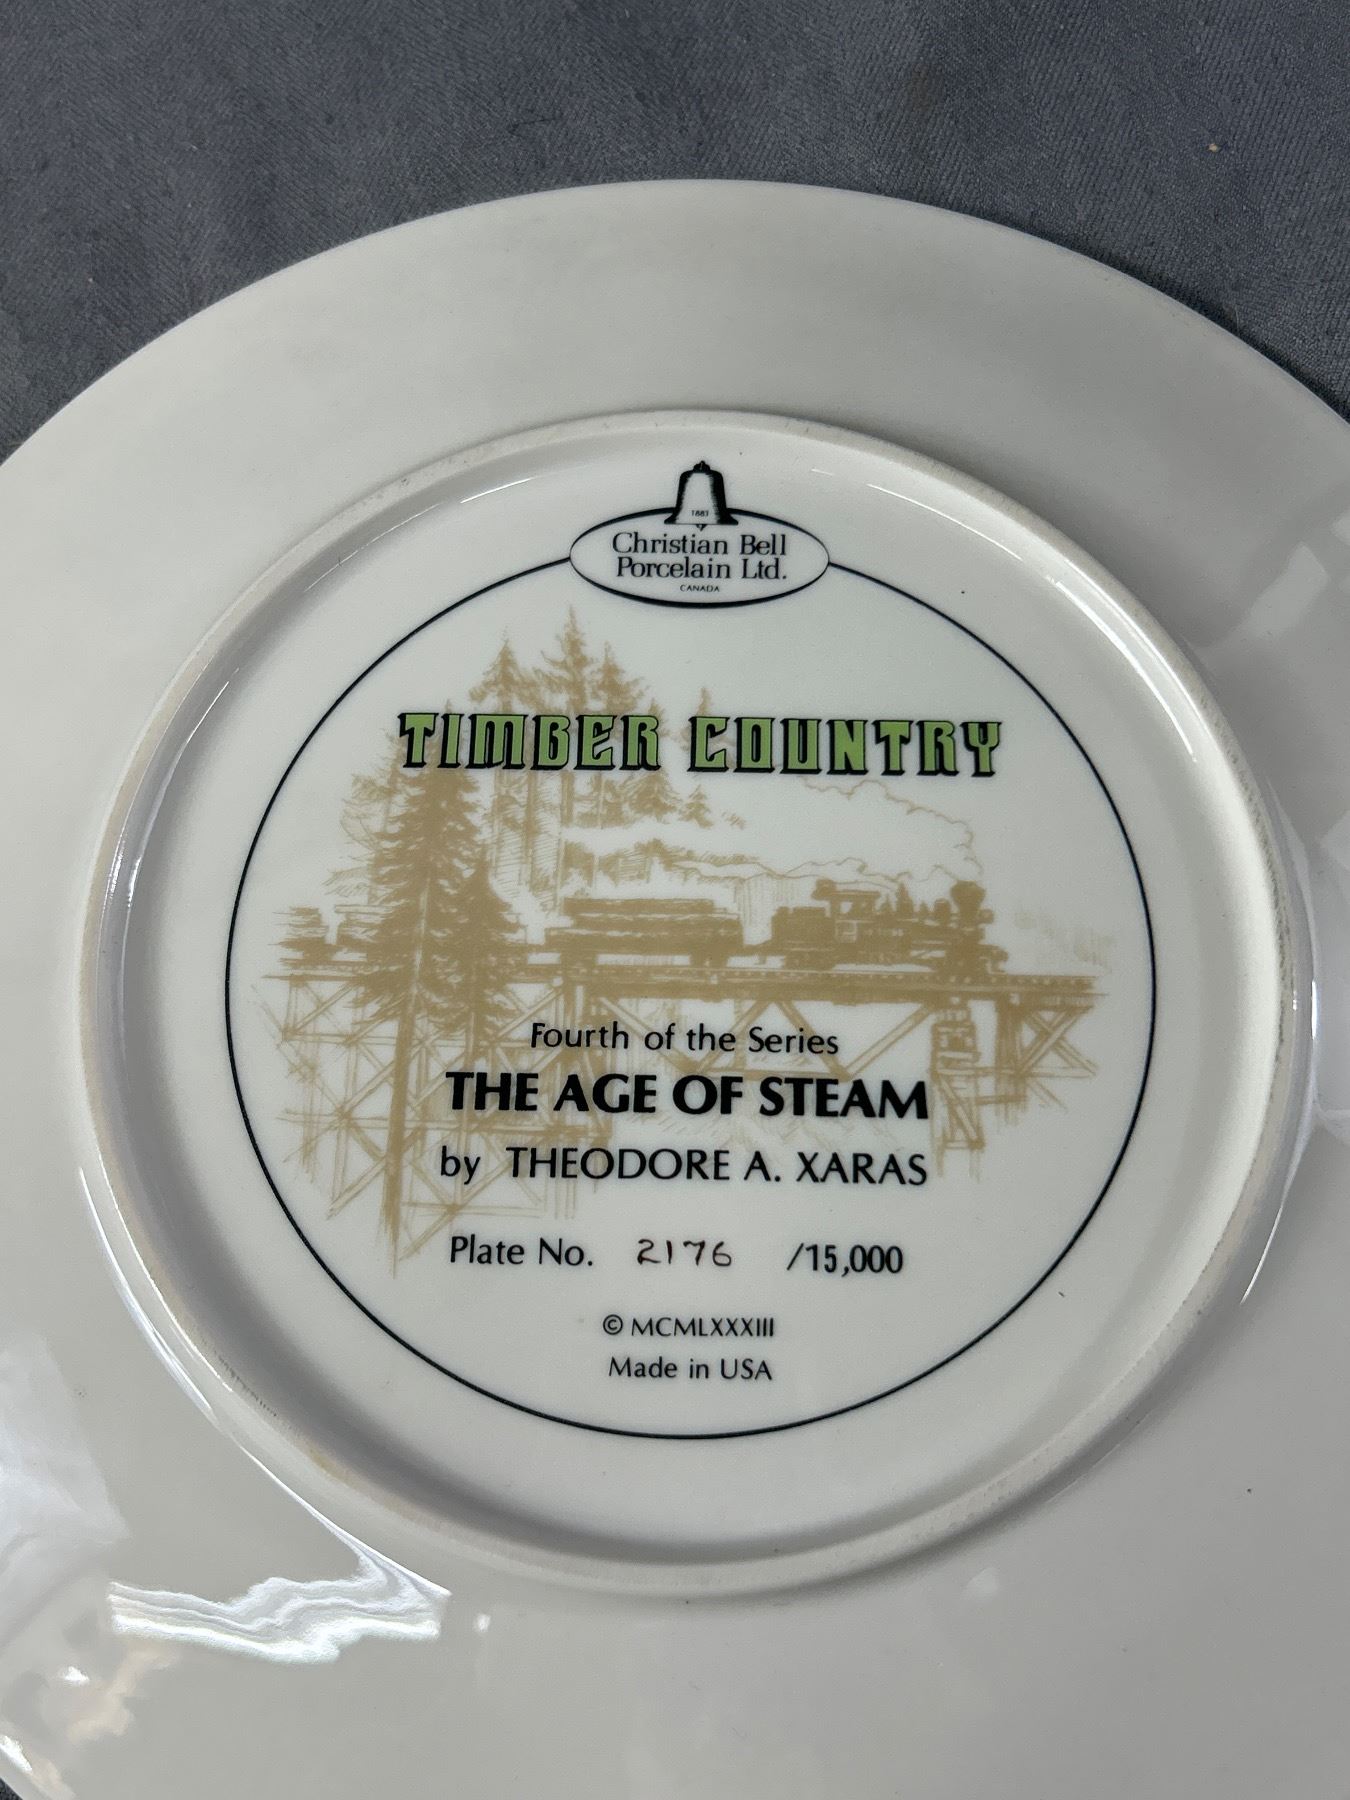 1883
Christian Bell
Porcelain Ltd.
CANADA
TIMBER COUNTRY
Fourth of the Series
THE AGE OF STEAM
by THEODORE A. XARAS
Plate No. 2176 /15,000
© MCMLXXXIII
Made in USA